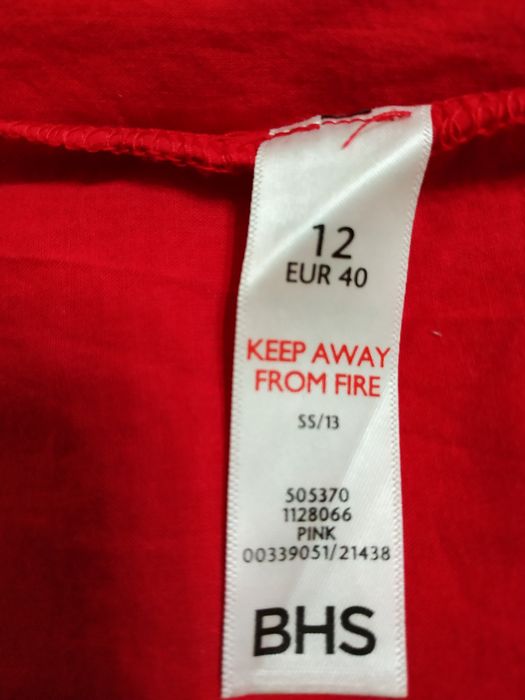 12
EUR 40
KEEP AWAY
FROM FIRE
SS/13
505370
1128066
PINK
00339051/21438
BHS